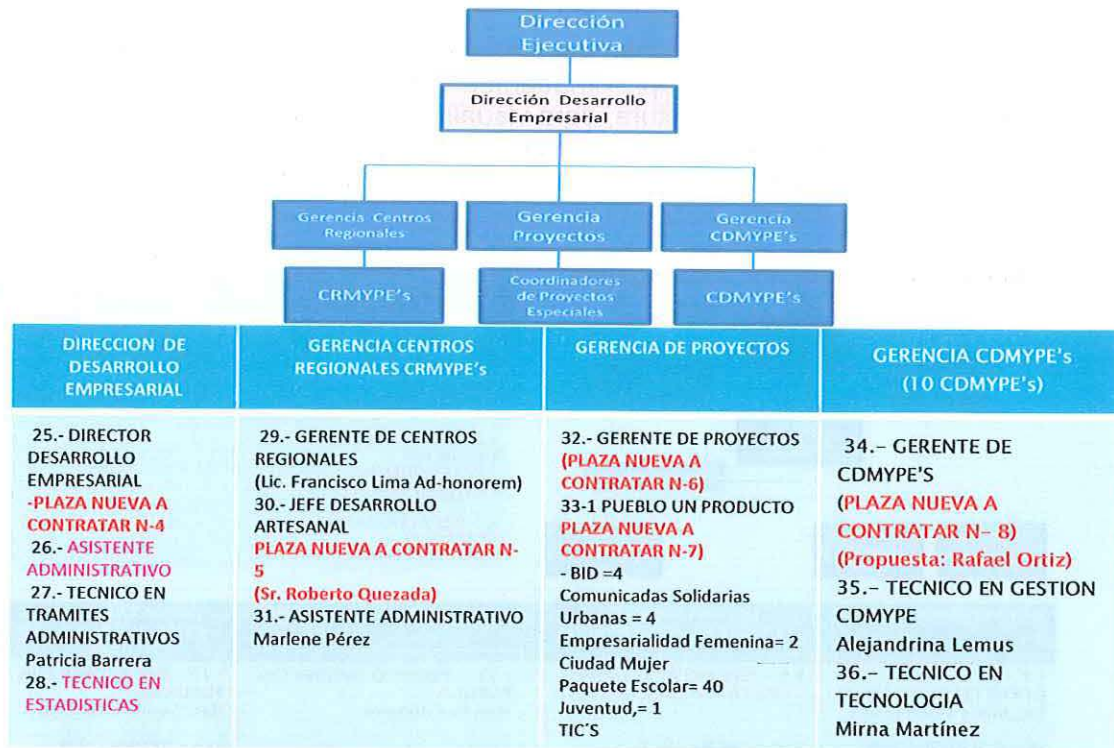 Dirección
Ejecutiva
Dirección Desarrollo
Empresarial
Gerencia Centros
Regionales
Gerencia
Proyectos
Gerencia
CDMYPE's
CRMYPE's
Coordinadores
de Proyectos
Especiales
CDMYPE's
DIRECCION DE
DESARROLLO
EMPRESARIAL
25.- DIRECTOR
DESARROLLO
EMPRESARIAL
-PLAZA NUEVA A
CONTRATAR N-4
26.- ASISTENTE
ADMINISTRATIVO
27.- TECNICO EN
TRAMITES
ADMINISTRATIVOS
Patricia Barrera
28.- TECNICO EN
ESTADISTICAS
GERENCIA CENTROS
REGIONALES CRMYPE's
29.- GERENTE DE CENTROS
REGIONALES
(Lic. Francisco Lima Ad-honorem)
30.- JEFE DESARROLLO
ARTESANAL
PLAZA NUEVA A CONTRATAR N-
5
(Sr. Roberto Quezada)
31.- ASISTENTE ADMINISTRATIVO
Marlene Pérez
GERENCIA DE PROYECTOS
32.- GERENTE DE PROYECTOS
(PLAZA NUEVA A
CONTRATAR N-6)
33-1 PUEBLO UN PRODUCTO
PLAZA NUEVA A
CONTRATAR N-7)
- BID =4
Comunicadas Solidarias
Urbanas = 4
Empresarialidad Femenina= 2
Ciudad Mujer
Paquete Escolar= 40
Juventud,= 1
TIC´S
GERENCIA CDMYPE's
(10 CDMYPE's)
34.- GERENTE DE
CDMYPE'S
(PLAZA NUEVA A
CONTRATAR N- 8)
(Propuesta: Rafael Ortiz)
35.- TECNICO EN GESTION
CDMYPE
Alejandrina Lemus
36.- TECNICO EN
TECNOLOGIA
Mirna Martínez